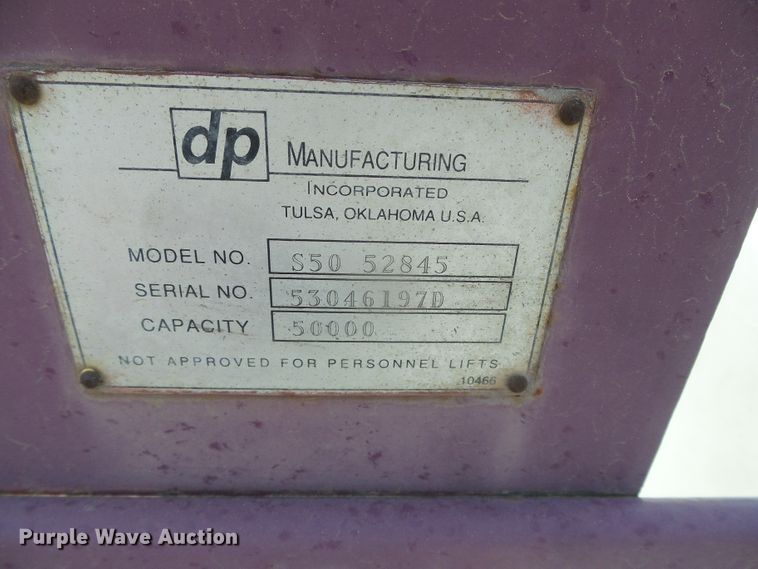 dp MANUFACTURING
INCORPORATED
TULSA, OKLAHOMA U.S.A.
MODEL NO. S50 52845
SERIAL NO. 53046197D
CAPACITY 50000
NOT APPROVED FOR PERSONNEL LIFTS
10466
Purple Wave Auction